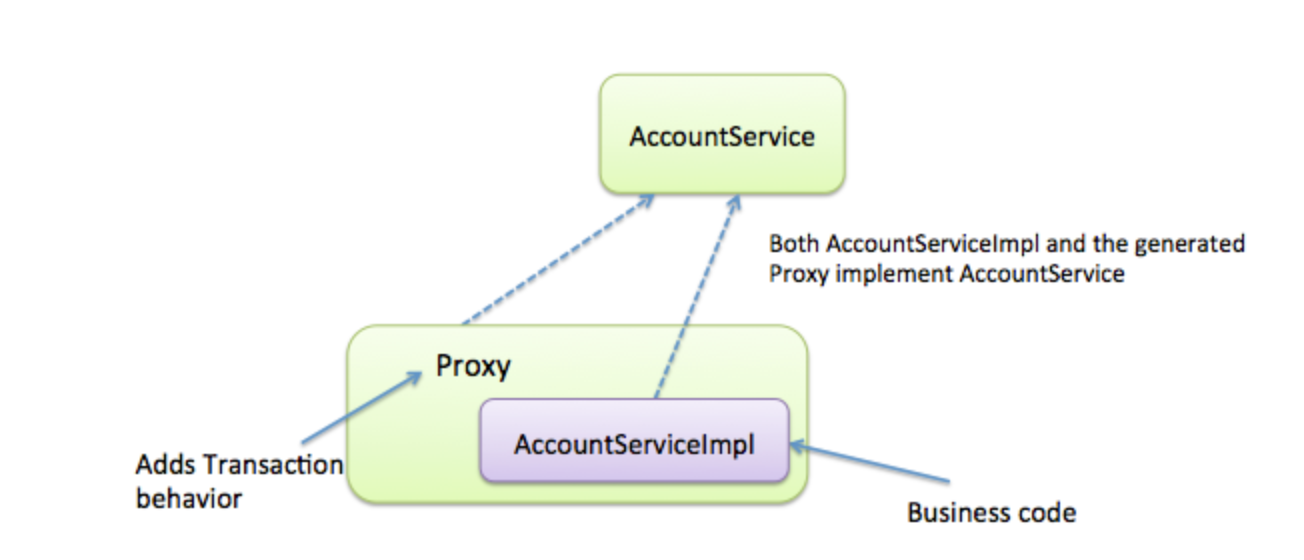 AccountService
Both AccountServiceImpl and the generated
Proxy implement AccountService
Proxy
AccountServiceImpl
Adds Transaction
behavior
Business code